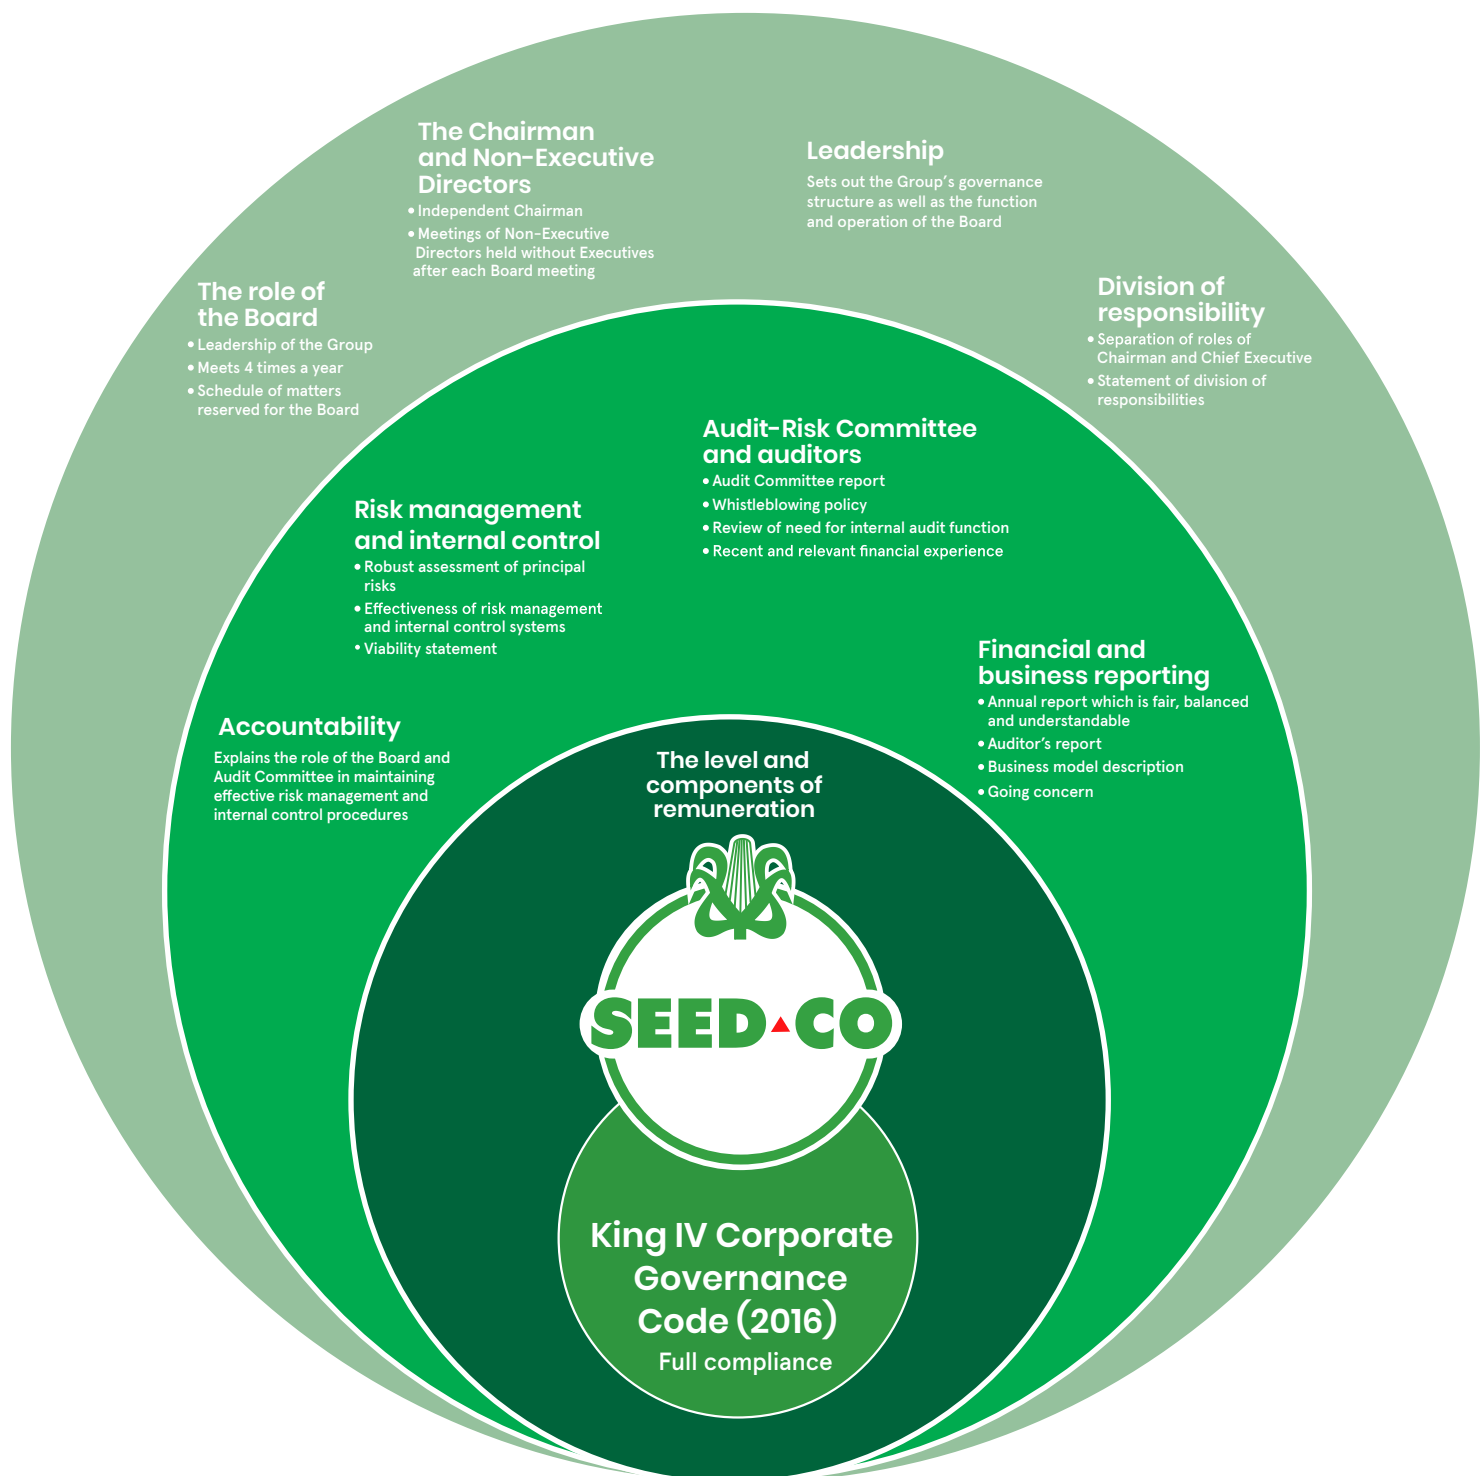 The Chairman
and Non-Executive
Directors
• Independent Chairman
• Meetings of Non-Executive
Directors held without Executives
after each Board meeting
Leadership
Sets out the Group's governance
structure as well as the function
and operation of the Board
The role of
the Board
• Leadership of the Group
• Meets 4 times a year
• Schedule of matters
reserved for the Board
Division of
responsibility
• Separation of roles of
Chairman and Chief Executive
• Statement of division of
responsibilities
Audit-Risk Committee
and auditors
• Audit Committee report
• Whistleblowing policy
• Review of need for internal audit function
• Recent and relevant financial experience
Risk management
and internal control
• Robust assessment of principal
risks
• Effectiveness of risk management
and internal control systems
• Viability statement
Financial and
business reporting
• Annual report which is fair, balanced
and understandable
• Auditor's report
• Business model description
• Going concern
Accountability
Explains the role of the Board and
Audit Committee in maintaining
effective risk management and
internal control procedures
The level and
components of
remuneration
SEED CO
King IV Corporate
Governance
Code (2016)
Full compliance